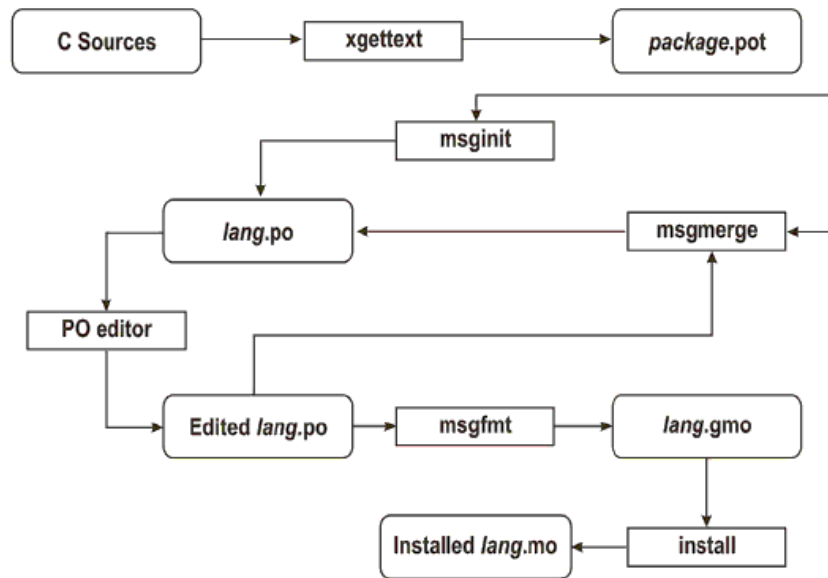 C Sources
xgettext
package.pot
msginit
lang.po
msgmerge
PO editor
Edited lang.po
msgfmt
lang.gmo
Installed lang.mo
install